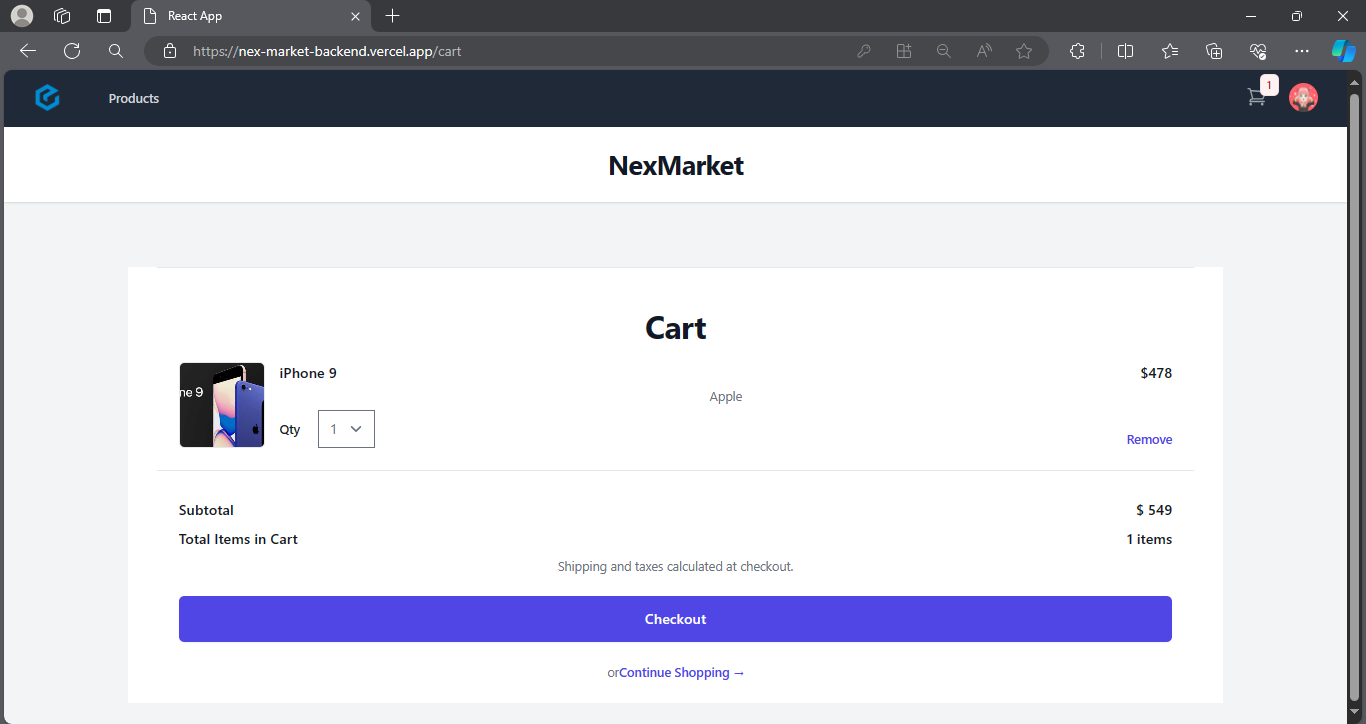 React App
https://nex-market-backend.vercel.app/cart
Products
1
NexMarket
Cart
ne 9
iPhone 9
$478
Apple
Qty 1
Remove
Subtotal $ 549
Total Items in Cart 1 items
Shipping and taxes calculated at checkout.
Checkout
orContinue Shopping →